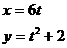 x = 6t
y = t² + 2